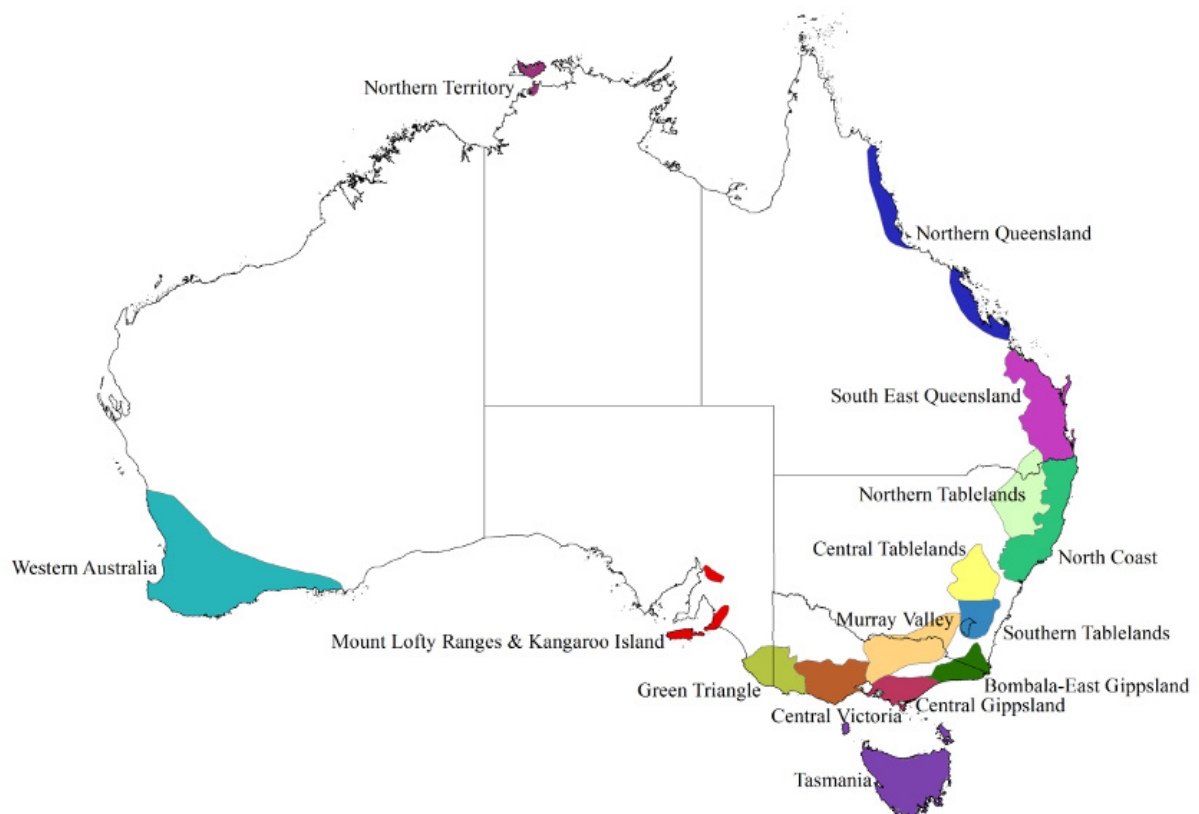 Northern Territory
Northern Queensland
South East Queensland
Northern Tablelands
Central Tablelands
North Coast
Western Australia
Murray Valley
Southern Tablelands
Mount Lofty Ranges & Kangaroo Island
Green Triangle
Bombala-East Gippsland
Central Gippsland
Central Victoria
Tasmania